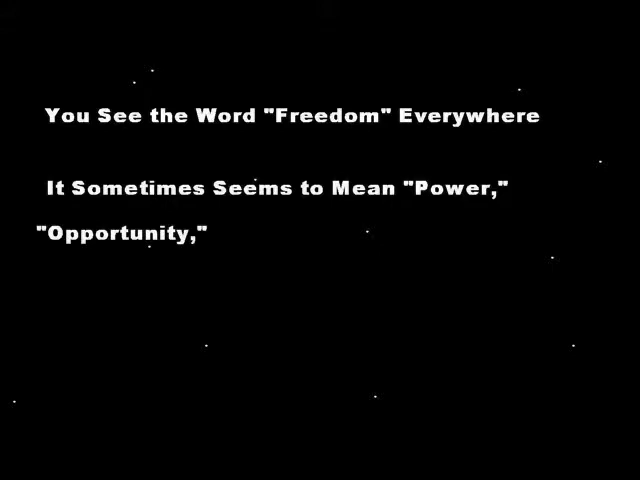 You See the Word "Freedom" Everywhere
It Sometimes Seems to Mean "Power,"
"Opportunity,"